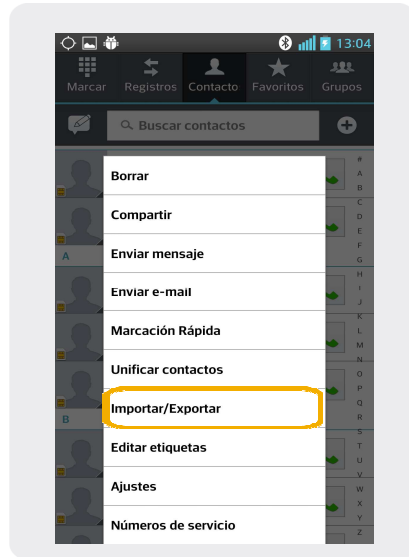 13:04
Marcar Registros Contacto Favoritos Grupos
Buscar contactos
#
A
B
C
D
E
F
G
H
I
J
K
L
M
N
O
P
Q
R
S
T
U
V
W
X
Y
Z
A
B
Borrar
Compartir
Enviar mensaje
Enviar e-mail
Marcación Rápida
Unificar contactos
Importar/Exportar
Editar etiquetas
Ajustes
Números de servicio